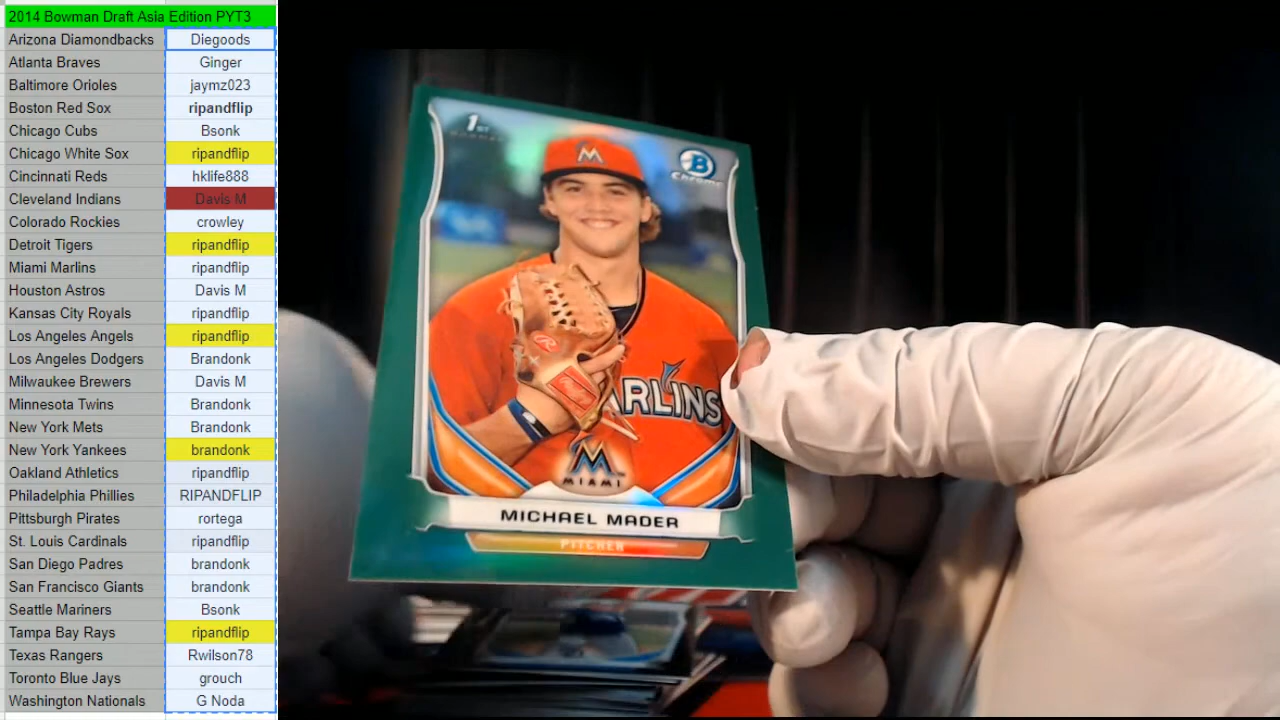 2014 Bowman Draft Asia Edition PYT3
Arizona Diamondbacks Diegoods
Atlanta Braves Ginger
Baltimore Orioles jaymz023
Boston Red Sox ripandflip
Chicago Cubs Bsonk
Chicago White Sox ripandflip
Cincinnati Reds hklife888
Cleveland Indians Davis M
Colorado Rockies crowley
Detroit Tigers ripandflip
Miami Marlins ripandflip
Houston Astros Davis M
Kansas City Royals ripandflip
Los Angeles Angels ripandflip
Los Angeles Dodgers Brandonk
Milwaukee Brewers Davis M
Minnesota Twins Brandonk
New York Mets Brandonk
New York Yankees brandonk
Oakland Athletics ripandflip
Philadelphia Phillies RIPANDFLIP
Pittsburgh Pirates rortega
St. Louis Cardinals ripandflip
San Diego Padres brandonk
San Francisco Giants brandonk
Seattle Mariners Bsonk
Tampa Bay Rays ripandflip
Texas Rangers Rwilson78
Toronto Blue Jays grouch
Washington Nationals G Noda
1ST
BOWMAN
B
Chrome
M
R
Rawlings
ARLINS
M
MIAMI
MICHAEL MADER
PITCHER